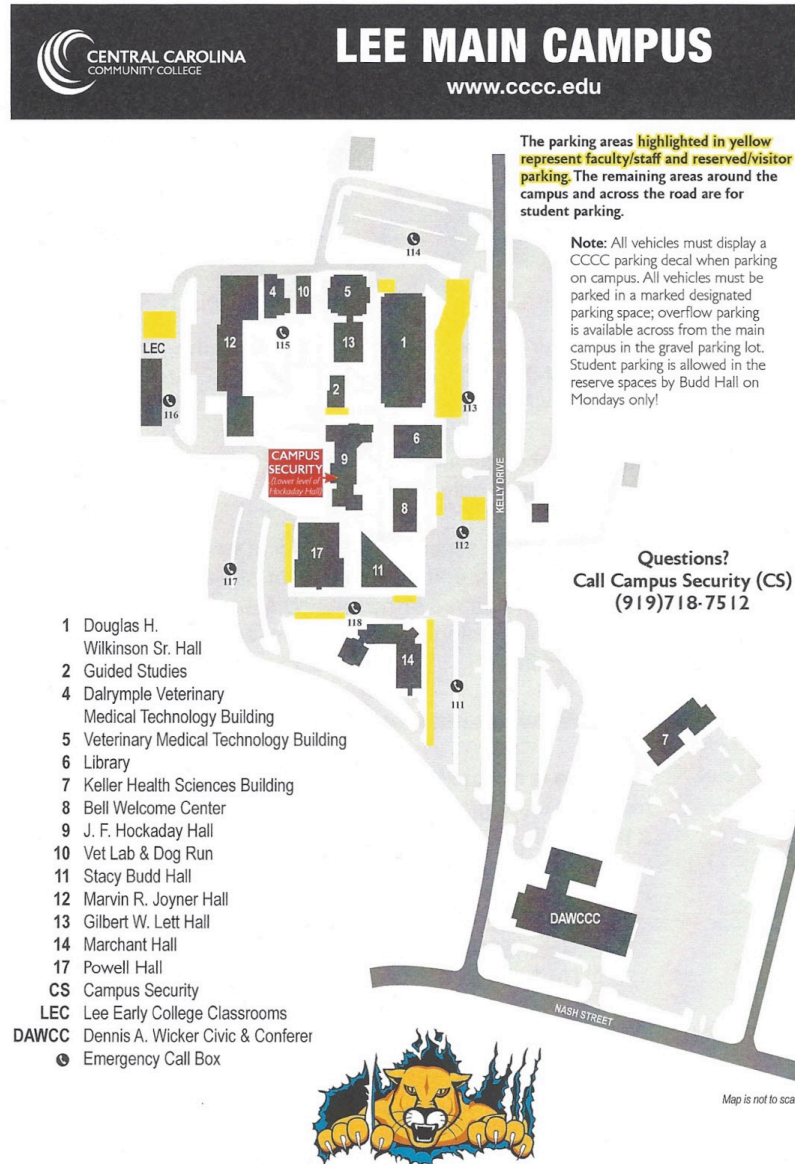 CENTRAL CAROLINA
COMMUNITY COLLEGE
LEE MAIN CAMPUS
www.cccc.edu
The parking areas highlighted in yellow
represent faculty/staff and reserved/visitor
parking. The remaining areas around the
campus and across the road are for
student parking.
Note: All vehicles must display a
CCCC parking decal when parking
on campus. All vehicles must be
parked in a marked designated
parking space; overflow parking
is available across from the main
campus in the gravel parking lot.
Student parking is allowed in the
reserve spaces by Budd Hall on
Mondays only!
114
4
10
5
12
115
13
1
LEC
2
116
113
6
CAMPUS
SECURITY
(Lower level of
Hockaday Hall)
9
KELLY DRIVE
8
112
17
11
117
118
14
111
Questions?
Call Campus Security (CS)
(919)718-7512
7
DAWCCC
NASH STREET
1 Douglas H.
Wilkinson Sr. Hall
2 Guided Studies
4 Dalrymple Veterinary
Medical Technology Building
5 Veterinary Medical Technology Building
6 Library
7 Keller Health Sciences Building
8 Bell Welcome Center
9 J. F. Hockaday Hall
10 Vet Lab & Dog Run
11 Stacy Budd Hall
12 Marvin R. Joyner Hall
13 Gilbert W. Lett Hall
14 Marchant Hall
17 Powell Hall
CS Campus Security
LEC Lee Early College Classrooms
DAWCC Dennis A. Wicker Civic & Conferer
Emergency Call Box
Map is not to sca